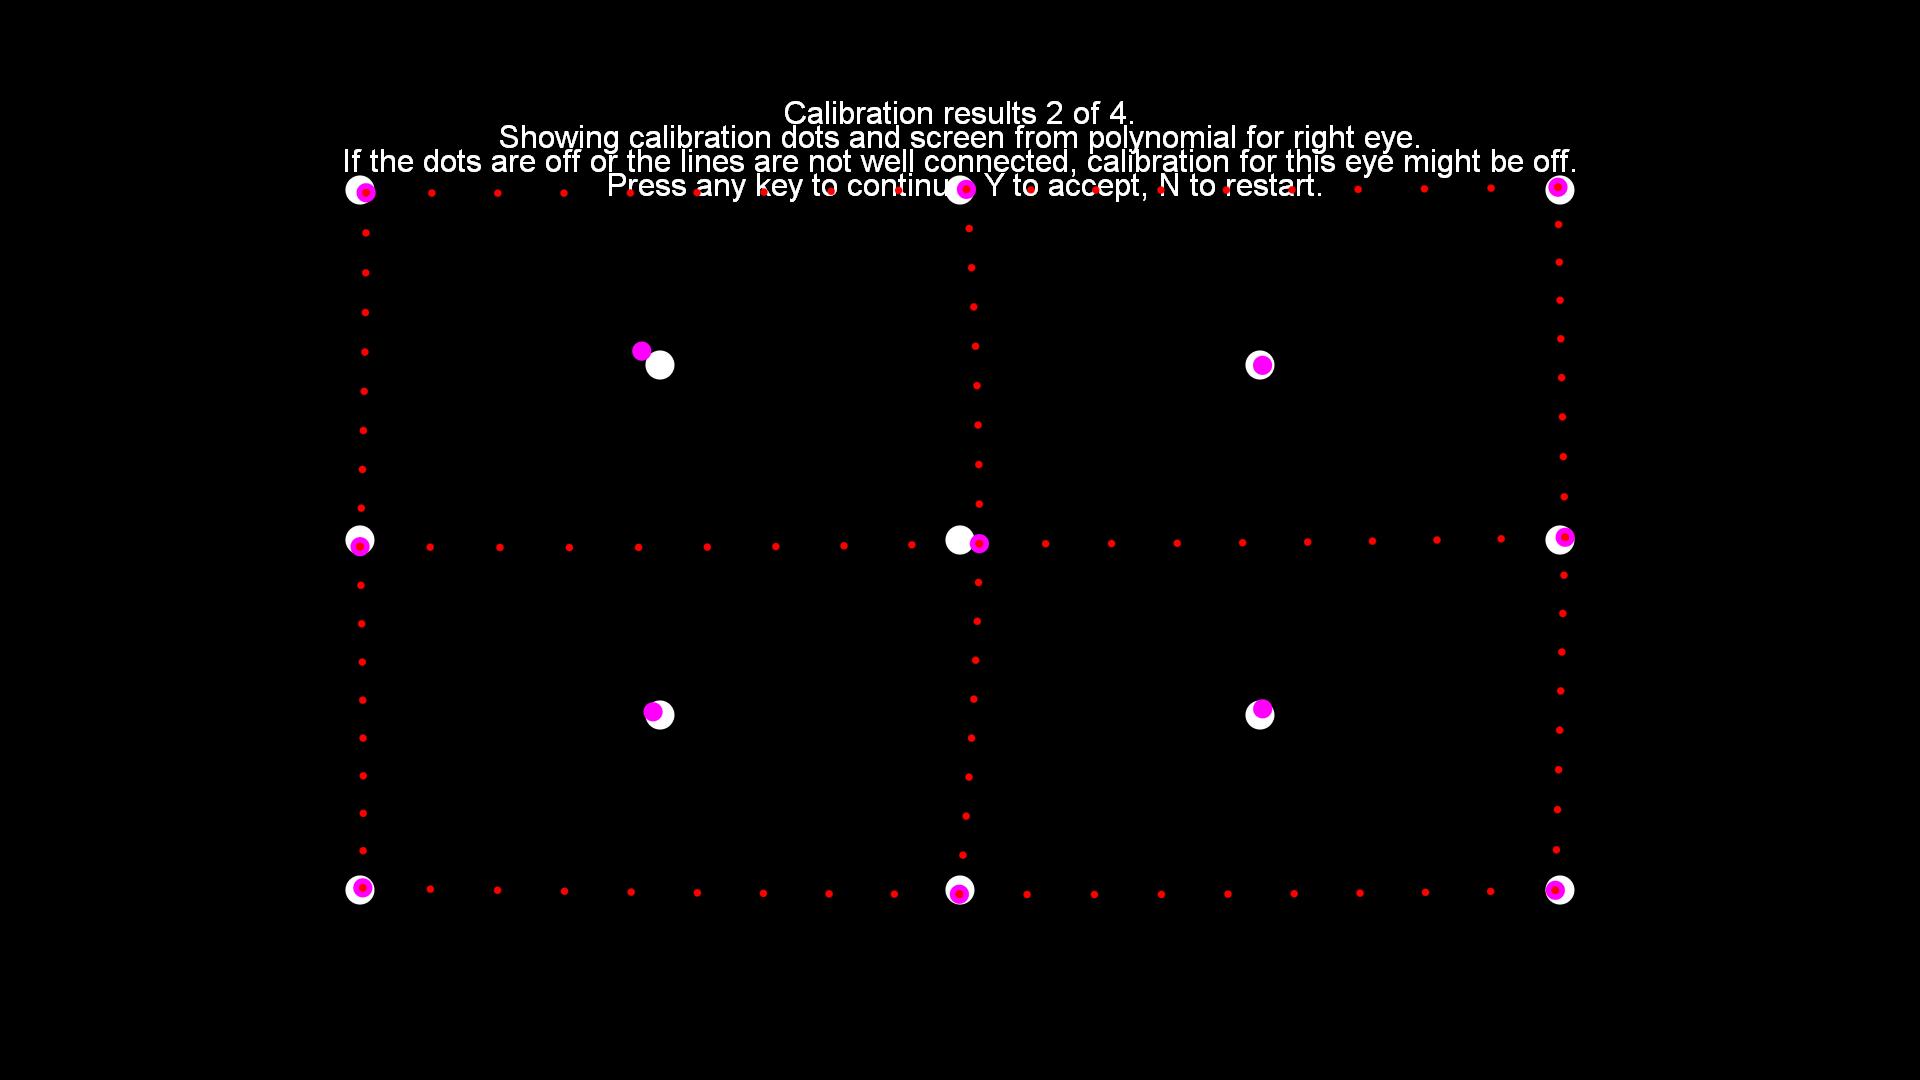 Calibration results 2 of 4.
Showing calibration dots and screen from polynomial for right eye.
If the dots are off or the lines are not well connected, calibration for this eye might be off.
Press any key to continue, Y to accept, N to restart.